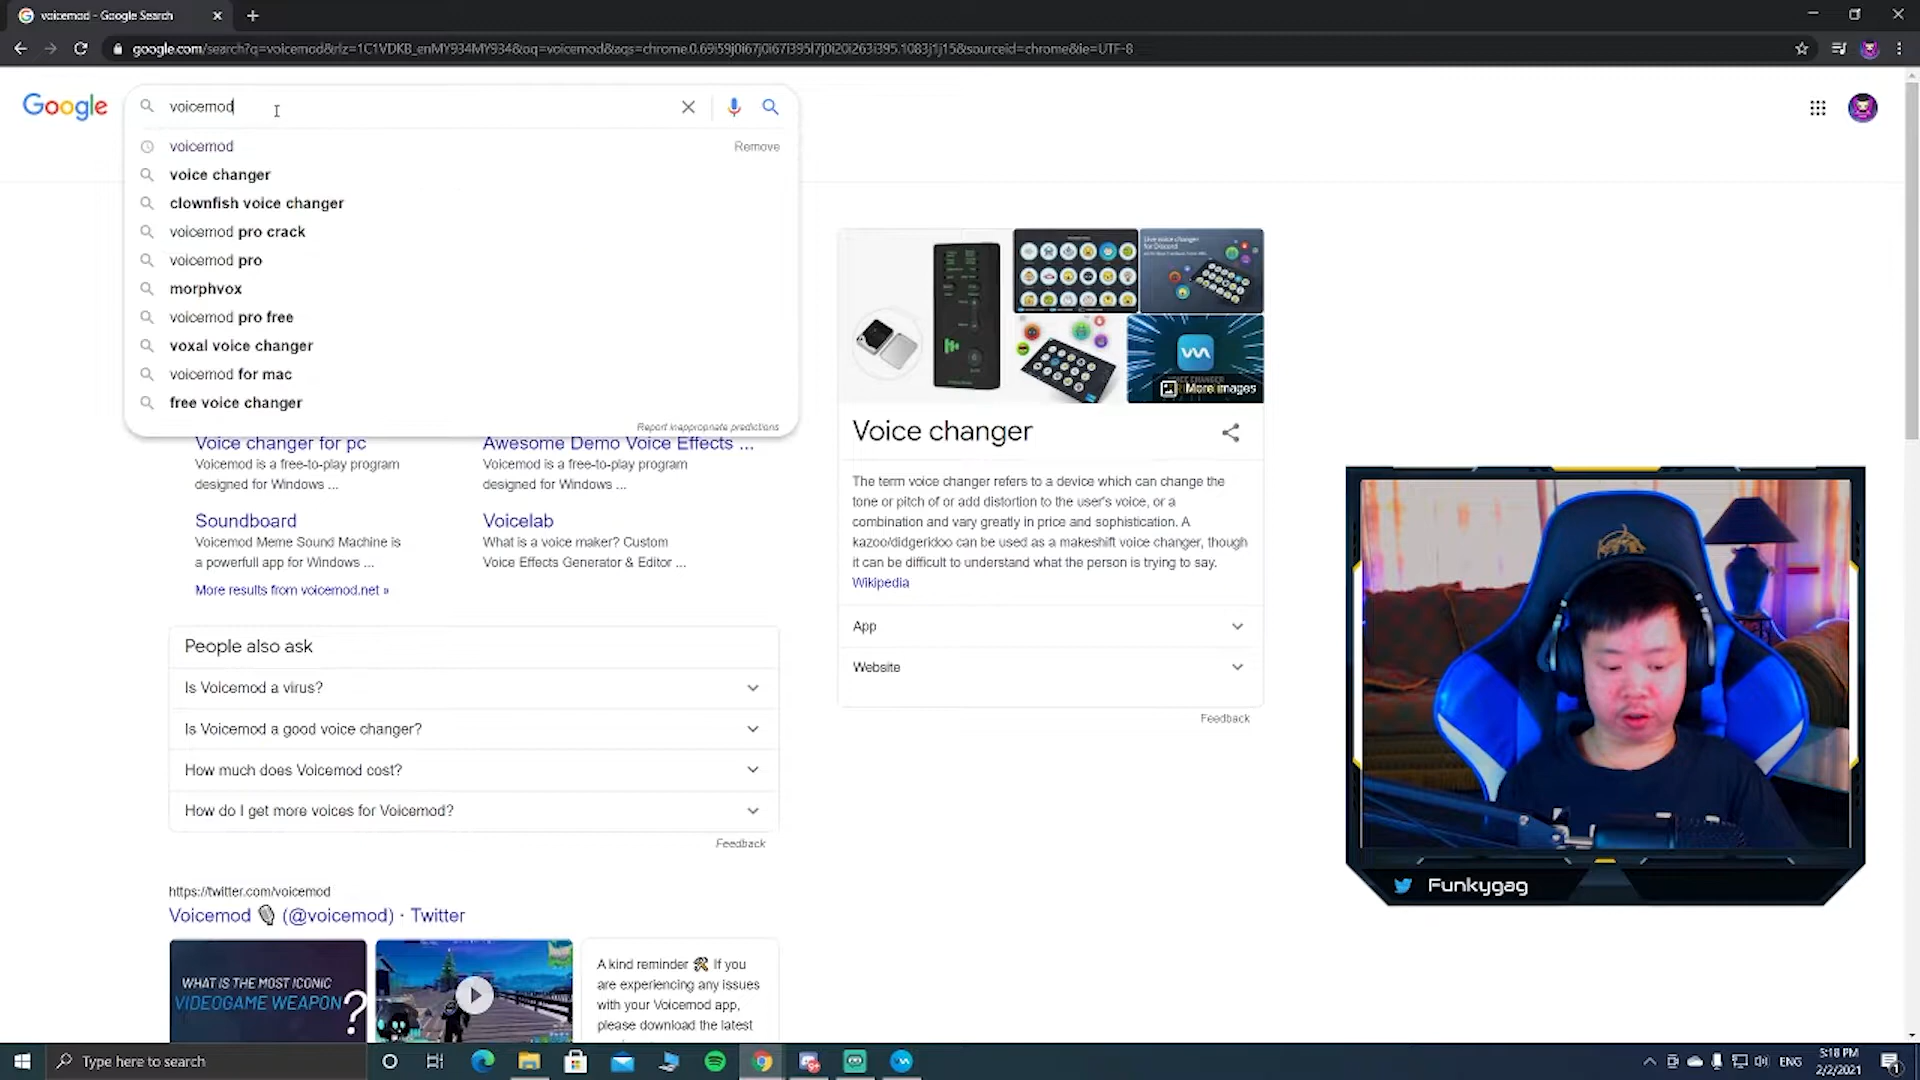 voicemod - Google Search
google.com/search?q=voicemod&rlz=1C1VDKB_enMY934MY934&oq=voicemod&aqs=chrome.0.69i59j0i67j0i67i395l7j0i20i263i395.1083j1j15&sourceid=chrome&ie=UTF-8
Google
voicemod
voicemod
Remove
voice changer
clownfish voice changer
voicemod pro crack
voicemod pro
morphvox
voicemod pro free
voxal voice changer
voicemod for mac
free voice changer
Report inappropriate predictions
Voice changer for pc
Voicemod is a free-to-play program
designed for Windows ...
Awesome Demo Voice Effects ...
Voicemod is a free-to-play program
designed for Windows ...
Soundboard
Voicemod Meme Sound Machine is
a powerfull app for Windows ...
Voicelab
What is a voice maker? Custom
Voice Effects Generator & Editor ...
More results from voicemod.net »
People also ask
Is Voicemod a virus?
Is Voicemod a good voice changer?
How much does Voicemod cost?
How do I get more voices for Voicemod?
Feedback
https://twitter.com/voicemod
Voicemod 🎙 (@voicemod) · Twitter
WHAT IS THE MOST ICONIC
VIDEOGAME WEAPON?
A kind reminder 🛠 If you
are experiencing any issues
with your Voicemod app,
please download the latest
Live voice changer
for Discord
More images
Voice changer
The term voice changer refers to a device which can change the
tone or pitch of or add distortion to the user's voice, or a
combination and vary greatly in price and sophistication. A
kazoo/didgeridoo can be used as a makeshift voice changer, though
it can be difficult to understand what the person is trying to say.
Wikipedia
App
Website
Feedback
Funkygag
Type here to search
ENG
5:18 PM
2/2/2021
1